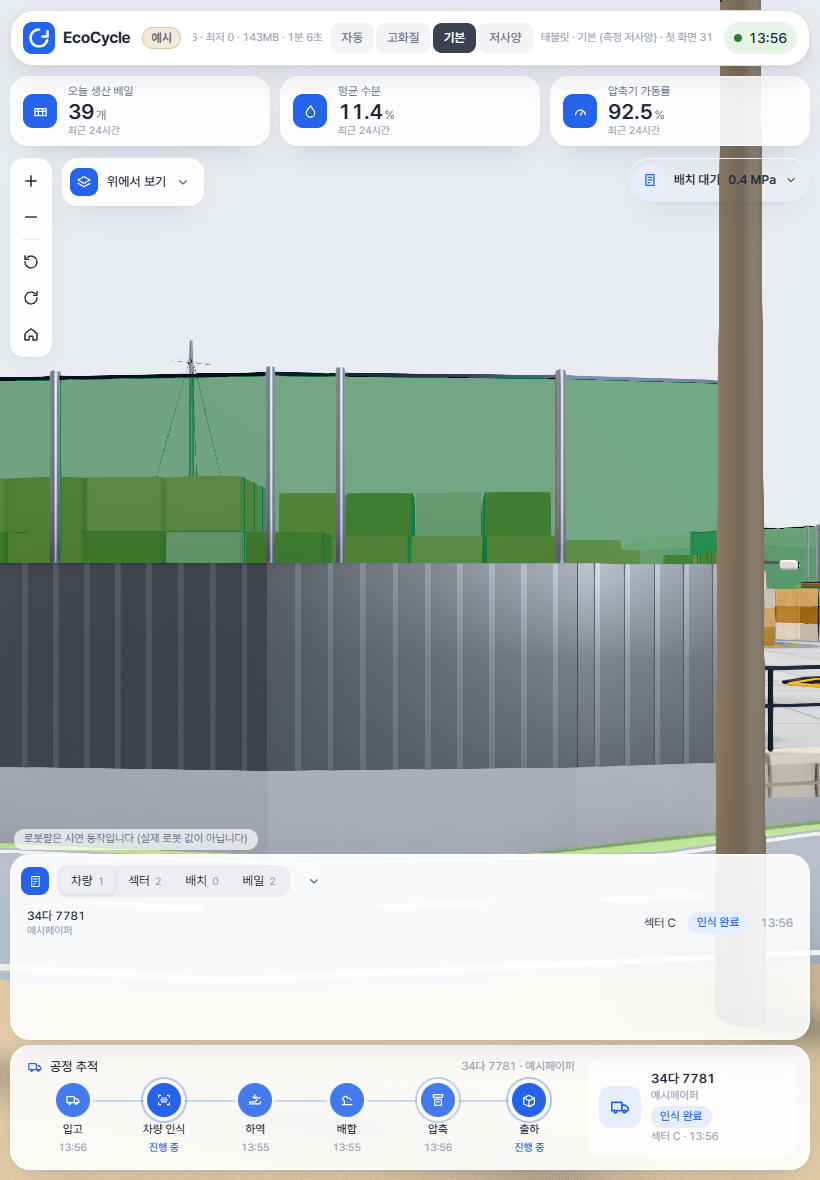 EcoCycle 예시 · 최저 0 · 143MB · 1분 6초 자동 고화질 기본 저사양 태블릿 · 기본 (측정 저사양) · 첫 화면 31 13:56
오늘 생산 베일
39개
최근 24시간
평균 수분
11.4%
최근 24시간
압축기 가동률
92.5%
최근 24시간
위에서 보기
배치 대기 0.4 MPa
로봇팔은 시연 동작입니다 (실제 로봇 값이 아닙니다)
차량 1 섹터 2 배치 0 베일 2
34다 7781
예시페이퍼
섹터 C 인식 완료 13:56
공정 추적
34다 7781 · 예시페이퍼
입고 차량 인식 하역 배합 압축 출하
13:56 진행 중 13:55 13:55 13:56 진행 중
34다 7781
예시페이퍼
인식 완료
섹터 C · 13:56